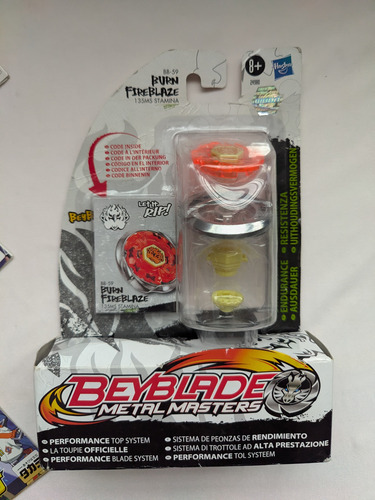 BB-59
BURN
FIREBLAZE
135MS STAMINA
8+
Hasbro
• CODE INSIDE
• CODE À L'INTÉRIEUR
• CODE IN DER PACKUNG
• CÓDIGO EN EL INTERIOR
• CODICE ALL'INTERNO
• CODE BINNENIN
LET IT
RIP!
BB-59
BURN
FIREBLAZE
135MS STAMINA
• ENDURANCE • RESISTENZA
• AUSDAUER • UITHOUDINGSVERMOGEN
BEYBLADE
METAL MASTERS
• PERFORMANCE TOP SYSTEM
• LA TOUPIE OFFICIELLE
• PERFORMANCE BLADE SYSTEM
• SISTEMA DE PEONZAS DE RENDIMIENTO
• SISTEMA DI TROTTOLE AD ALTA PRESTAZIONE
• PERFORMANCE TOL SYSTEEM